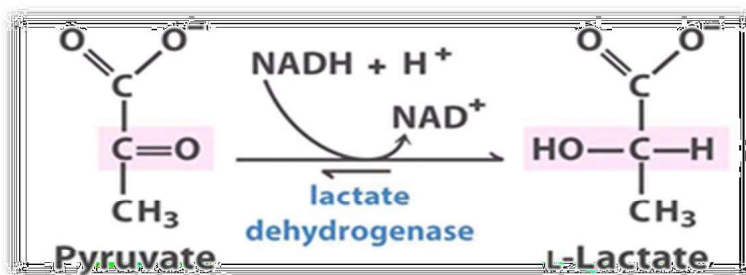 O O⁻
C
C=O
CH₃
Pyruvate
NADH + H⁺
NAD⁺
lactate
dehydrogenase
O O⁻
C
HO—C—H
CH₃
L-Lactate